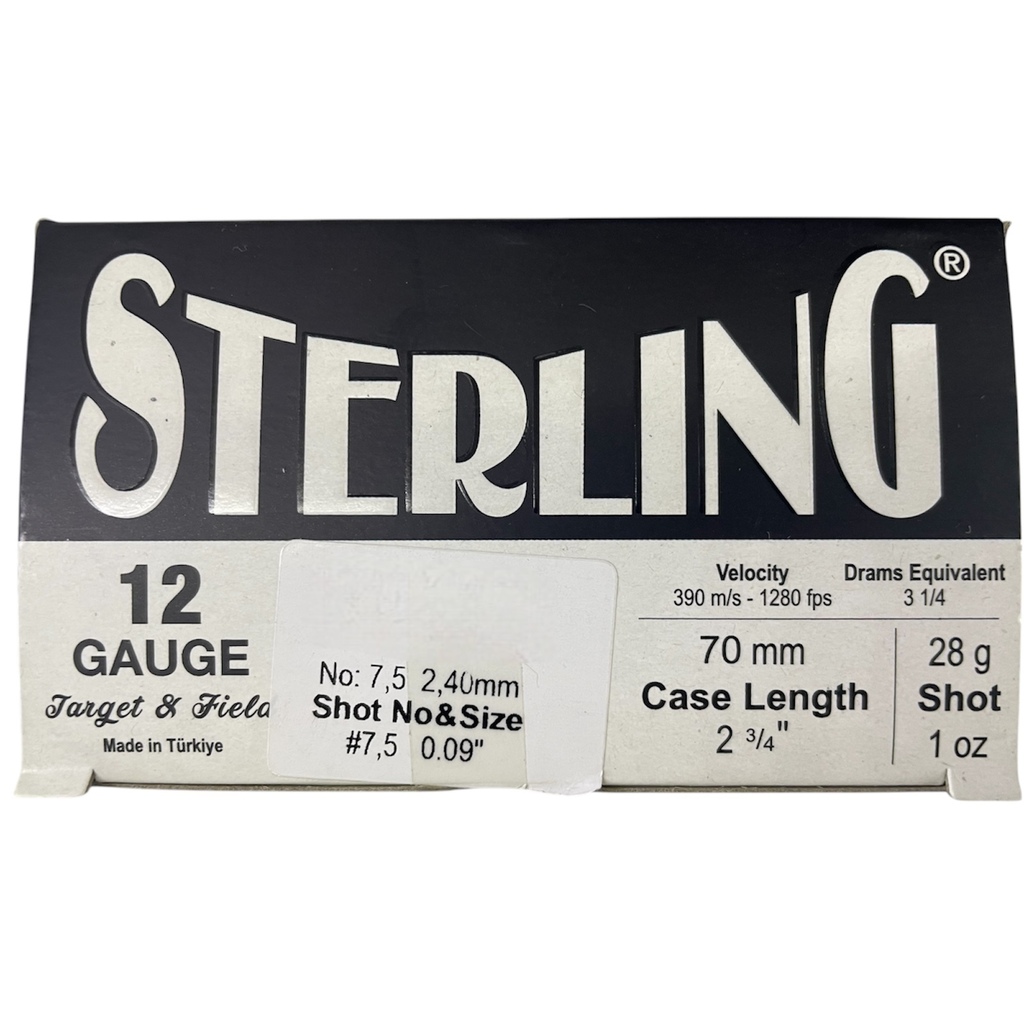 STERLING®
12
GAUGE
Target & Field
Made in Türkiye
No: 7,5 2,40mm
Shot No&Size
#7,5 0.09"
Velocity
390 m/s - 1280 fps
Drams Equivalent
3 1/4
70 mm
Case Length
2 3/4"
28 g
Shot
1 oz